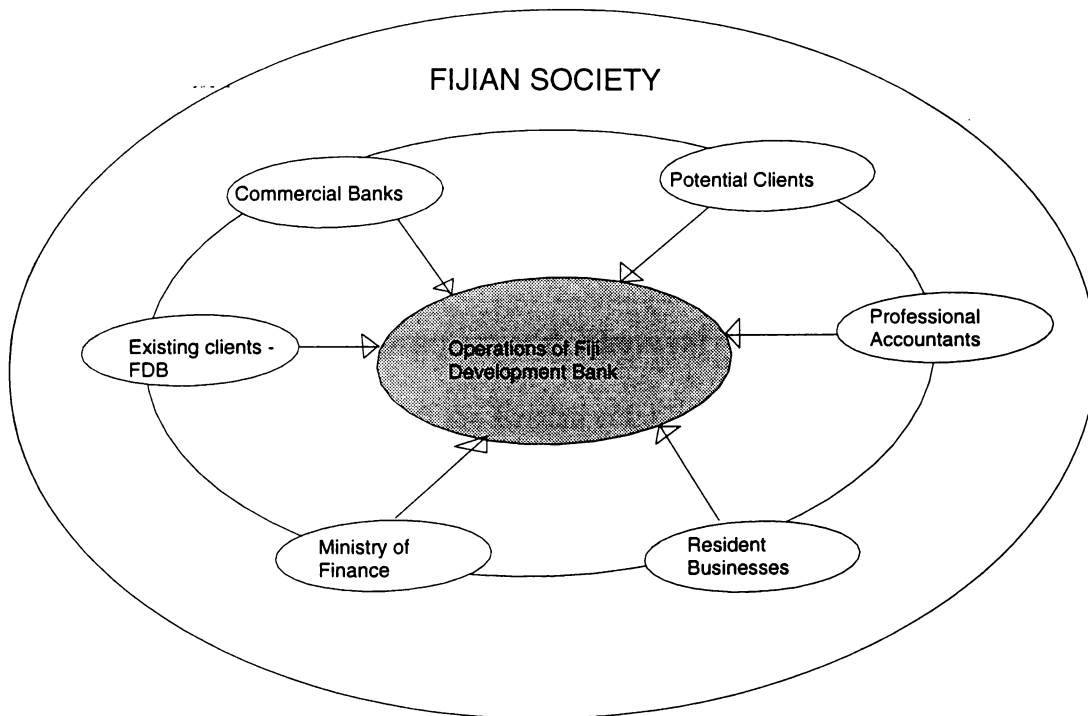 FIJIAN SOCIETY
Commercial Banks
Potential Clients
Existing clients -
FDB
Operations of Fiji
Development Bank
Professional
Accountants
Ministry of
Finance
Resident
Businesses